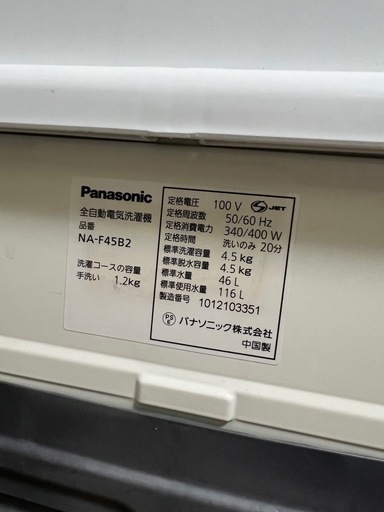 Panasonic
全自動電気洗濯機
品番
NA-F45B2
洗濯コースの容量
手洗い 1.2kg
定格電圧 100 V
S JET
定格周波数 50/60 Hz
定格消費電力 340/400 W
定格時間 洗いのみ 20分
標準洗濯容量 4.5kg
標準脱水容量 4.5kg
標準水量 46 L
標準使用水量 116 L
製造番号 1012103351
PS E
パナソニック株式会社
中国製